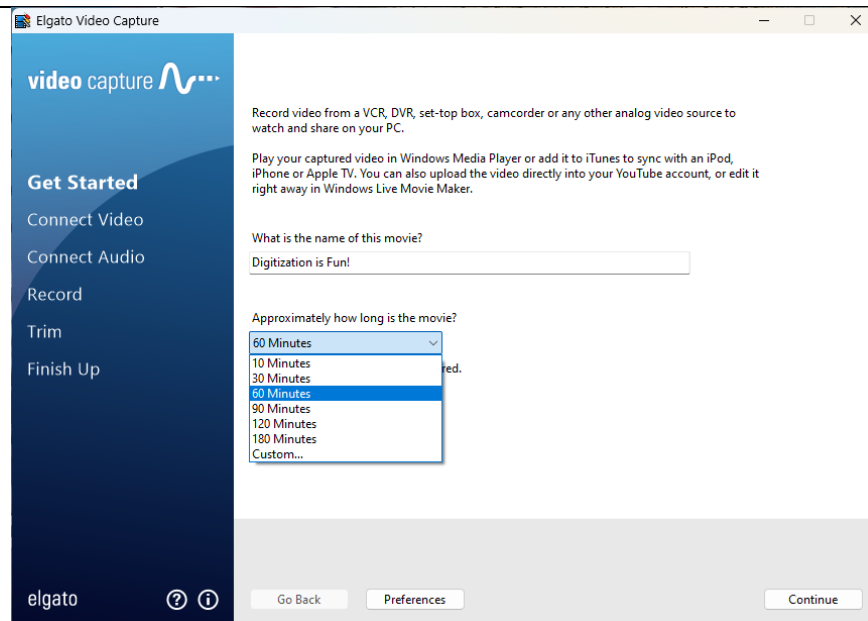 Elgato Video Capture
video capture
Get Started
Connect Video
Connect Audio
Record
Trim
Finish Up
elgato
Record video from a VCR, DVR, set-top box, camcorder or any other analog video source to
watch and share on your PC.
Play your captured video in Windows Media Player or add it to iTunes to sync with an iPod,
iPhone or Apple TV. You can also upload the video directly into your YouTube account, or edit it
right away in Windows Live Movie Maker.
What is the name of this movie?
Digitization is Fun!
Approximately how long is the movie?
60 Minutes
10 Minutes
30 Minutes
60 Minutes
90 Minutes
120 Minutes
180 Minutes
Custom...
Go Back
Preferences
Continue